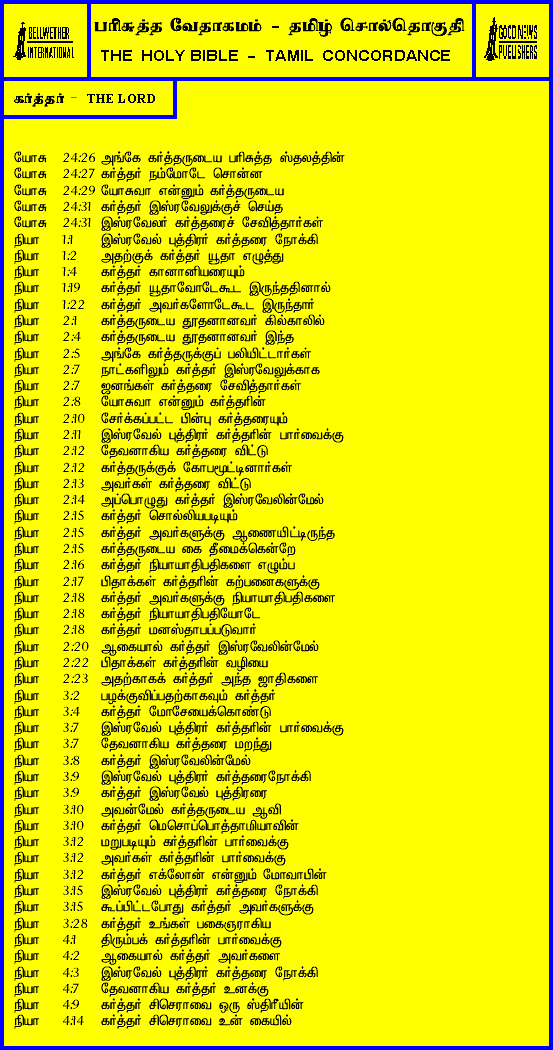 BELLWETHER INTERNATIONAL
பரிசுத்த வேதாகமம் - தமிழ் சொல்தொகுதி
THE HOLY BIBLE - TAMIL CONCORDANCE
GOOD NEWS PUBLISHERS
கர்த்தர் - THE LORD
யோசு 24:26 அங்கே கர்த்தருடைய பரிசுத்த ஸ்தலத்தின்
யோசு 24:27 கர்த்தர் நம்மோடே சொன்ன
யோசு 24:29 யோசுவா என்னும் கர்த்தருடைய
யோசு 24:31 கர்த்தர் இஸ்ரவேலுக்குச் செய்த
யோசு 24:31 இஸ்ரவேலர் கர்த்தரைச் சேவித்தார்கள்
நியா 1:1 இஸ்ரவேல் புத்திரர் கர்த்தரை நோக்கி
நியா 1:2 அதற்குக் கர்த்தர் யூதா எழுத்து
நியா 1:4 கர்த்தர் கானானியரையும்
நியா 1:19 கர்த்தர் யூதாவோடேகூட இருந்ததினால்
நியா 1:22 கர்த்தர் அவர்களோடேகூட இருந்தார்
நியா 2:1 கர்த்தருடைய தூதனானவர் கில்காலில்
நியா 2:4 கர்த்தருடைய தூதனானவர் இந்த
நியா 2:5 அங்கே கர்த்தருக்குப் பலியிட்டார்கள்
நியா 2:7 நாட்களிலும் கர்த்தர் இஸ்ரவேலுக்காக
நியா 2:7 ஜனங்கள் கர்த்தரை சேவித்தார்கள்
நியா 2:8 யோசுவா என்னும் கர்த்தரின்
நியா 2:10 சேர்க்கப்பட்ட பின்பு கர்த்தரையும்
நியா 2:11 இஸ்ரவேல் புத்திரர் கர்த்தரின் பார்வைக்கு
நியா 2:12 தேவனாகிய கர்த்தரை விட்டு
நியா 2:12 கர்த்தருக்குக் கோபமூட்டினார்கள்
நியா 2:13 அவர்கள் கர்த்தரை விட்டு
நியா 2:14 அப்பொழுது கர்த்தர் இஸ்ரவேலின்மேல்
நியா 2:15 கர்த்தர் சொல்லியபடியும்
நியா 2:15 கர்த்தர் அவர்களுக்கு ஆணையிட்டிருந்த
நியா 2:15 கர்த்தருடைய கை தீமைக்கென்றே
நியா 2:16 கர்த்தர் நியாயாதிபதிகளை எழும்ப
நியா 2:17 பிதாக்கள் கர்த்தரின் கற்பனைகளுக்கு
நியா 2:18 கர்த்தர் அவர்களுக்கு நியாயாதிபதிகளை
நியா 2:18 கர்த்தர் நியாயாதிபதியோடே
நியா 2:18 கர்த்தர் மனஸ்தாபப்படுவார்
நியா 2:20 ஆகையால் கர்த்தர் இஸ்ரவேலின்மேல்
நியா 2:22 பிதாக்கள் கர்த்தரின் வழியை
நியா 2:23 அதற்காகக் கர்த்தர் அந்த ஜாதிகளை
நியா 3:2 பழக்குவிப்பதற்காகவும் கர்த்தர்
நியா 3:4 கர்த்தர் மோசேயைக்கொண்டு
நியா 3:7 இஸ்ரவேல் புத்திரர் கர்த்தரின் பார்வைக்கு
நியா 3:7 தேவனாகிய கர்த்தரை மறந்து
நியா 3:8 கர்த்தர் இஸ்ரவேலின்மேல்
நியா 3:9 இஸ்ரவேல் புத்திரர் கர்த்தரைநோக்கி
நியா 3:9 கர்த்தர் இஸ்ரவேல் புத்திரரை
நியா 3:10 அவன்மேல் கர்த்தருடைய ஆவி
நியா 3:10 கர்த்தர் மெசொப்பொத்தாமியாவின்
நியா 3:12 மறுபடியும் கர்த்தரின் பார்வைக்கு
நியா 3:12 அவர்கள் கர்த்தரின் பார்வைக்கு
நியா 3:12 கர்த்தர் எக்லோன் என்னும் மோவாபின்
நியா 3:15 இஸ்ரவேல் புத்திரர் கர்த்தரை நோக்கி
நியா 3:15 கூப்பிட்டபோது கர்த்தர் அவர்களுக்கு
நியா 3:28 கர்த்தர் உங்கள் பகைஞராகிய
நியா 4:1 திரும்பக் கர்த்தரின் பார்வைக்கு
நியா 4:2 ஆகையால் கர்த்தர் அவர்களை
நியா 4:3 இஸ்ரவேல் புத்திரர் கர்த்தரை நோக்கி
நியா 4:7 தேவனாகிய கர்த்தர் உனக்கு
நியா 4:9 கர்த்தர் சிசெராவை ஒரு ஸ்திரீயின்
நியா 4:14 கர்த்தர் சிசெராவை உன் கையில்